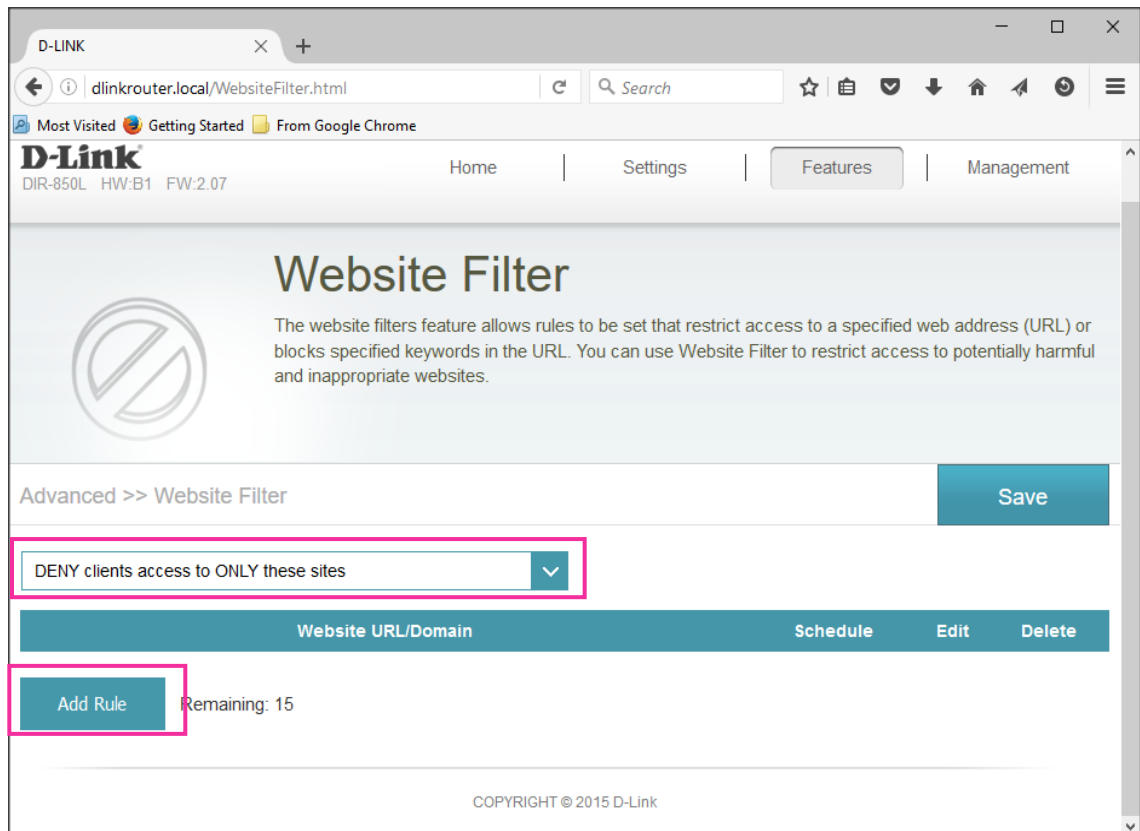 D-LINK
dlinkrouter.local/WebsiteFilter.html
Search
Most Visited Getting Started From Google Chrome
D-Link
DIR-850L HW:B1 FW:2.07
Home Settings Features Management
Website Filter
The website filters feature allows rules to be set that restrict access to a specified web address (URL) or
blocks specified keywords in the URL. You can use Website Filter to restrict access to potentially harmful
and inappropriate websites.
Advanced >> Website Filter
Save
DENY clients access to ONLY these sites
Website URL/Domain Schedule Edit Delete
Add Rule Remaining: 15
COPYRIGHT © 2015 D-Link